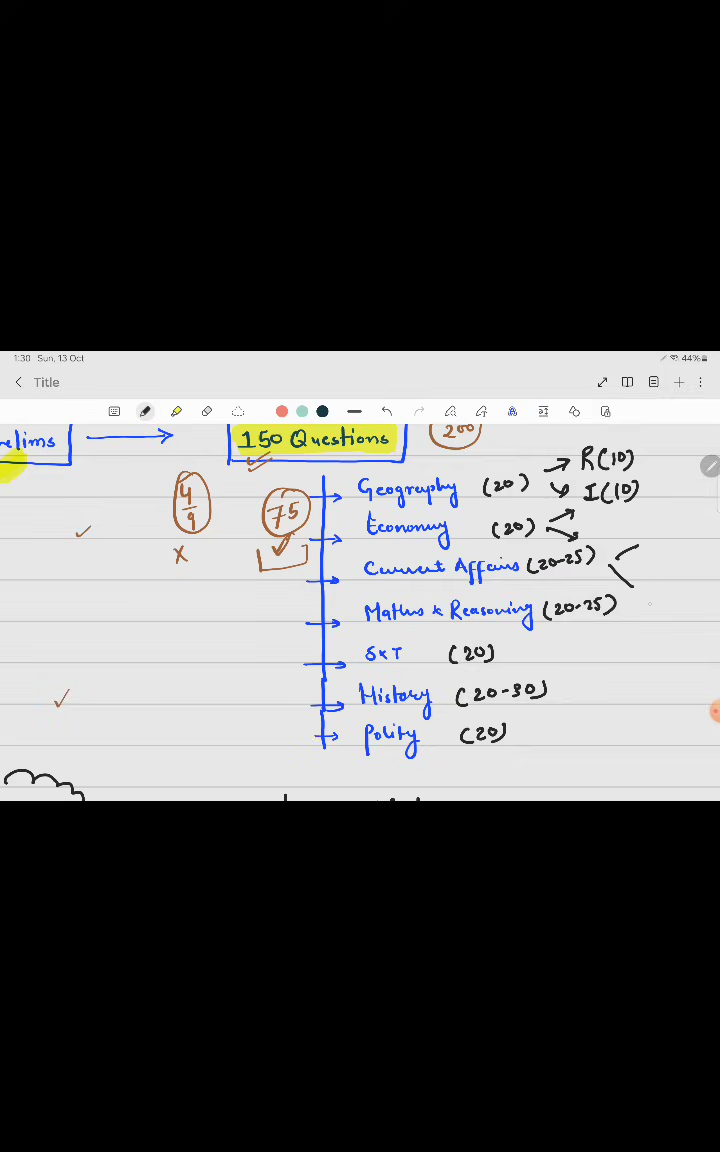 1:30 Sun, 13 Oct 44%
Title
relims 150 Questions 200
Geography (20) R(10)
I(10)
4/9 75
Economy (20)
x
Current Affairs (20-25)
Maths & Reasoning (20-25)
S&T (20)
History (20-30)
Polity (20)